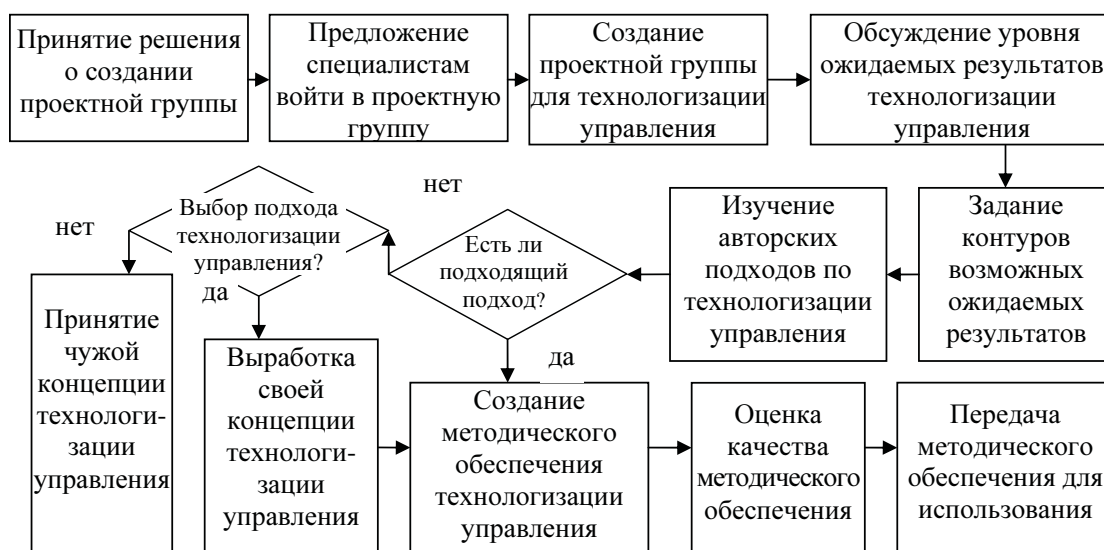 Принятие решения
о создании
проектной группы
Предложение
специалистам
войти в проектную
группу
Создание
проектной группы
для технологизации
управления
Обсуждение уровня
ожидаемых результатов
технологизации
управления
Задание
контуров
возможных
ожидаемых
результатов
Изучение
авторских
подходов по
технологизации
управления
Есть ли
подходящий
подход?
нет
да
Выбор подхода
технологизации
управления?
нет
да
Принятие
чужой
концепции
технологи-
зации
управления
Выработка
своей
концепции
технологи-
зации
управления
Создание
методического
обеспечения
технологизации
управления
Оценка
качества
методического
обеспечения
Передача
методического
обеспечения для
использования